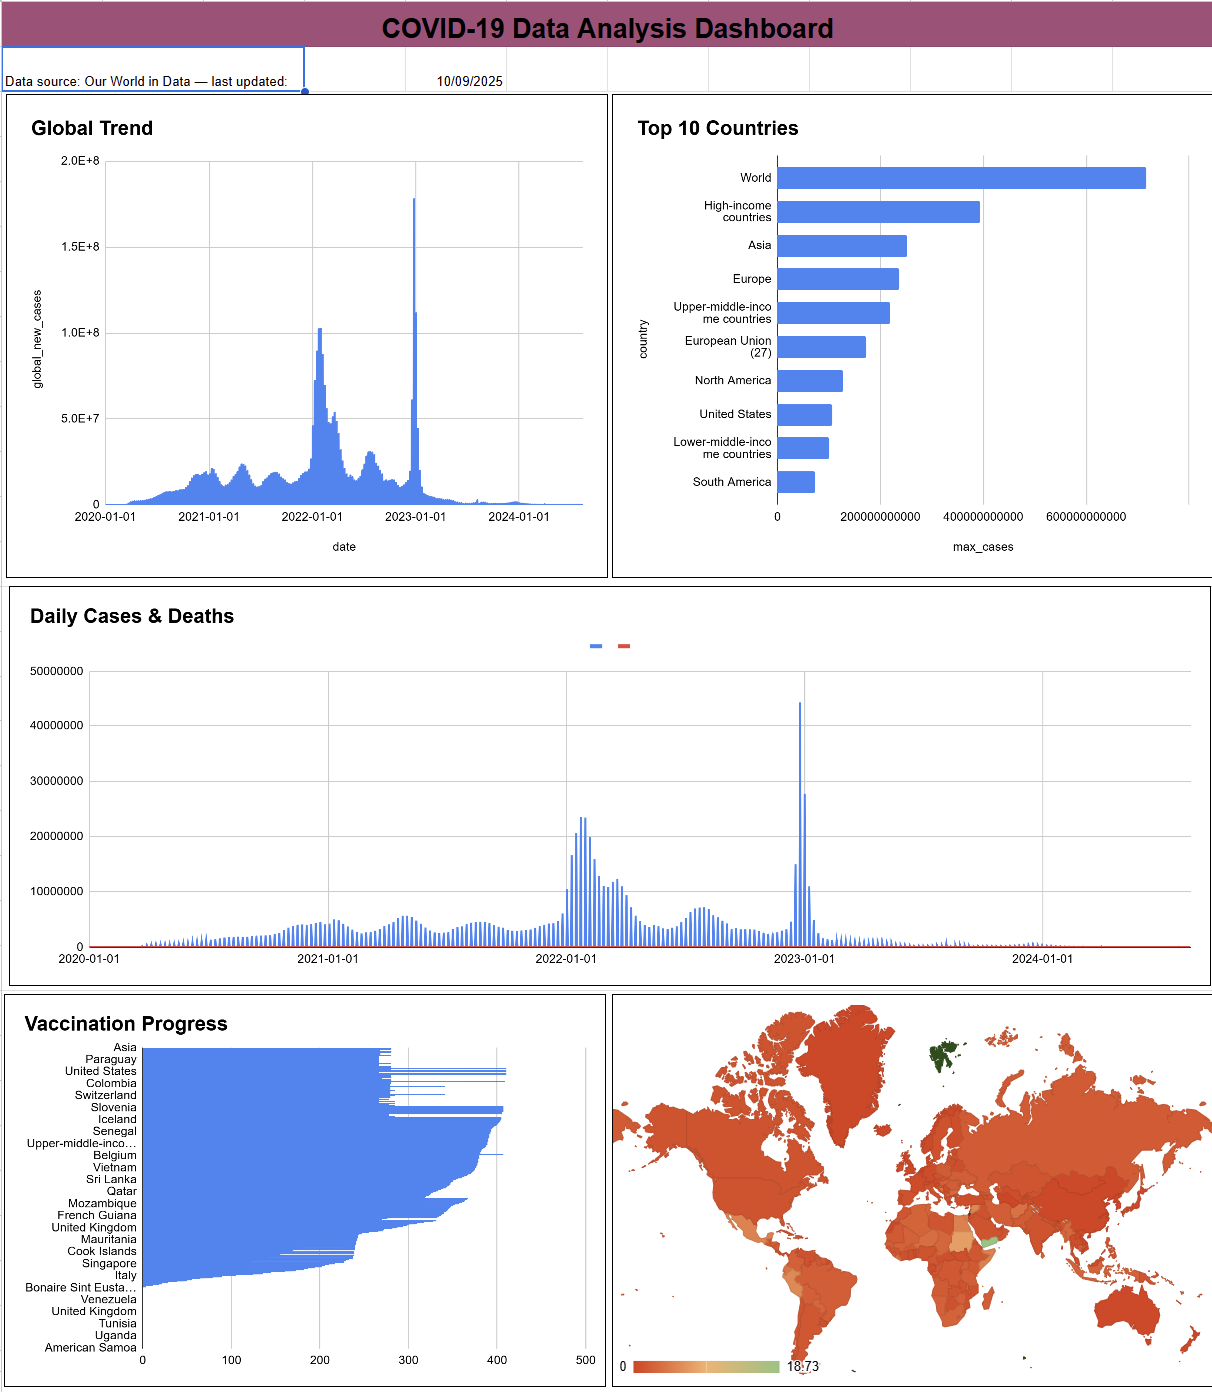 COVID-19 Data Analysis Dashboard
Data source: Our World in Data — last updated: 10/09/2025
Global Trend
2.0E+8
1.5E+8
1.0E+8
5.0E+7
0
global_new_cases
2020-01-01 2021-01-01 2022-01-01 2023-01-01 2024-01-01
date
Top 10 Countries
country
World
High-income
countries
Asia
Europe
Upper-middle-inco
me countries
European Union
(27)
North America
United States
Lower-middle-inco
me countries
South America
0 200000000000 400000000000 600000000000
max_cases
Daily Cases & Deaths
50000000
40000000
30000000
20000000
10000000
0
2020-01-01 2021-01-01 2022-01-01 2023-01-01 2024-01-01
Vaccination Progress
Asia
Paraguay
United States
Colombia
Switzerland
Slovenia
Iceland
Senegal
Upper-middle-inco…
Belgium
Vietnam
Sri Lanka
Qatar
Mozambique
French Guiana
United Kingdom
Mauritania
Cook Islands
Singapore
Italy
Bonaire Sint Eusta…
Venezuela
United Kingdom
Tunisia
Uganda
American Samoa
0 100 200 300 400 500
0 18.73